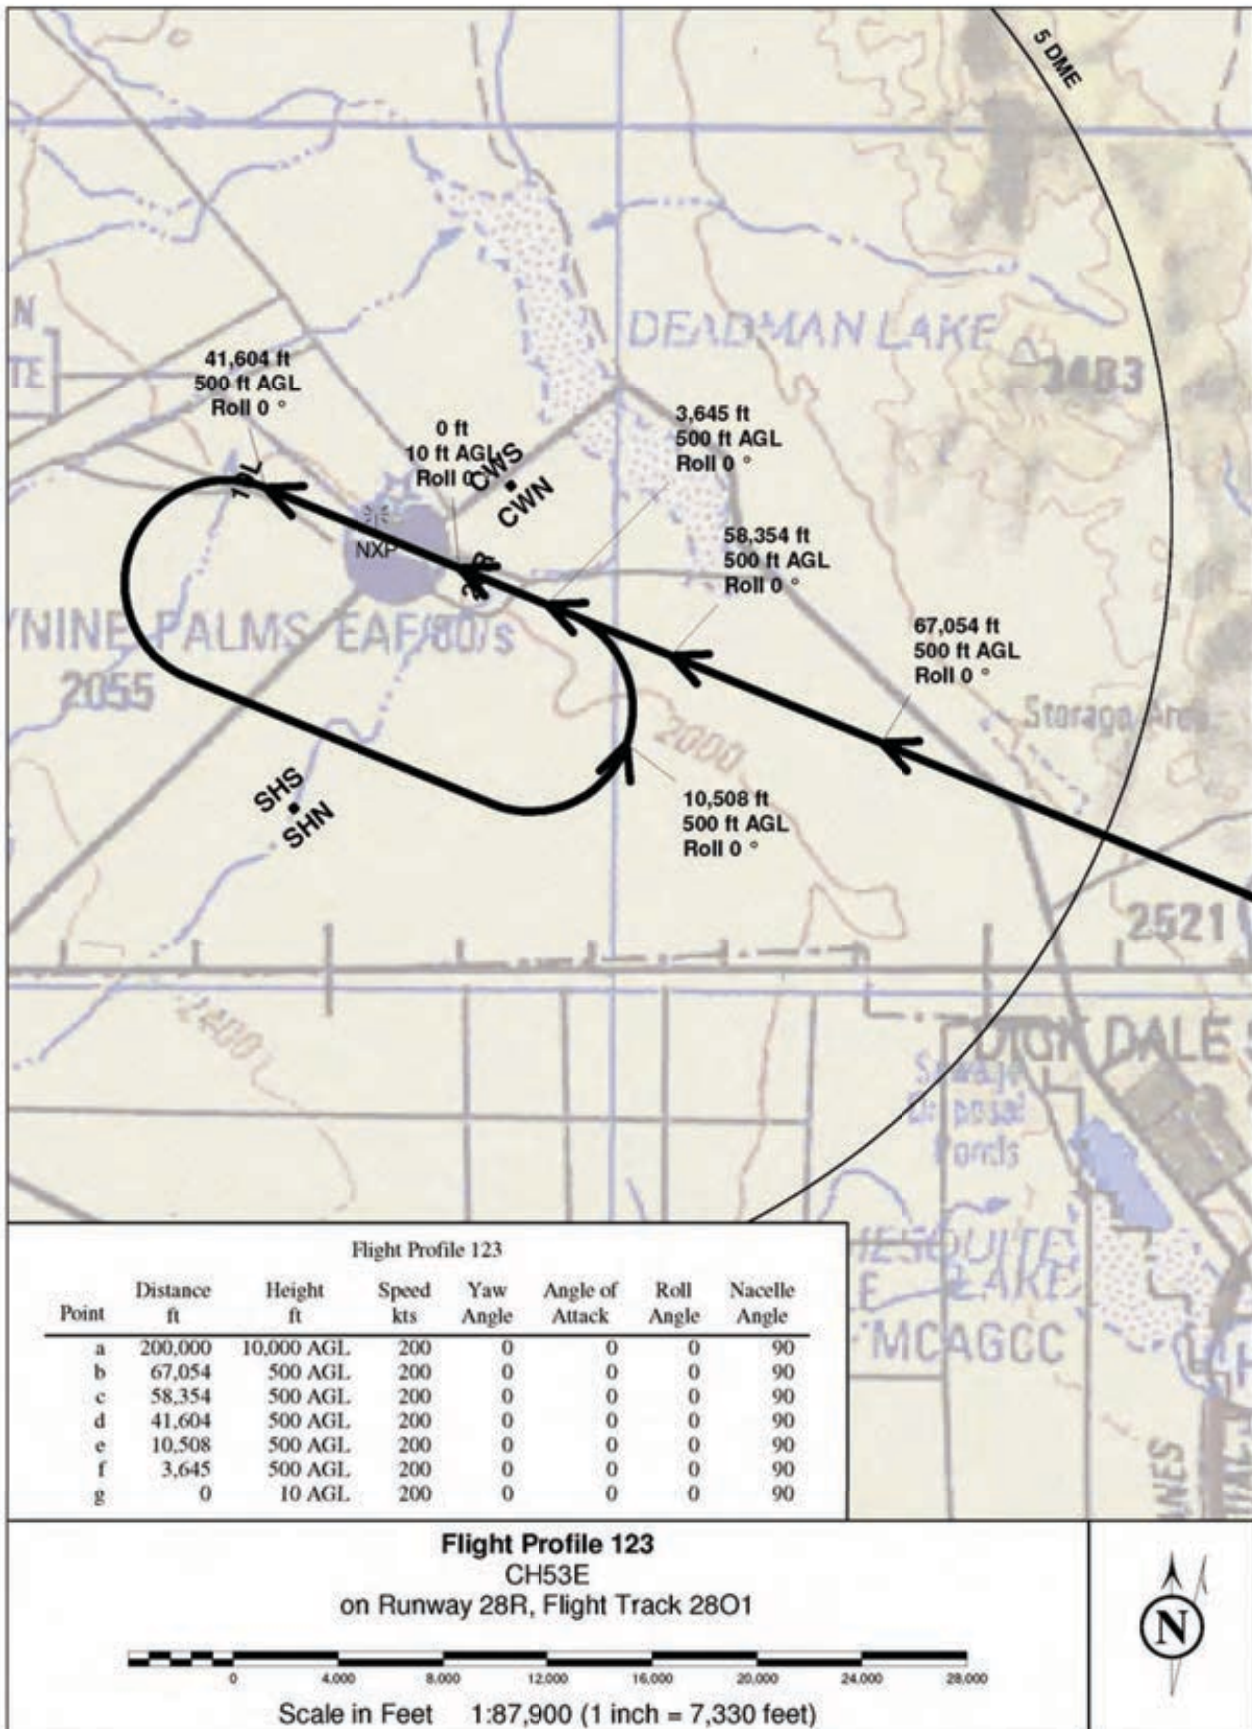 5 DME
DEADMAN LAKE
3483
41,604 ft
500 ft AGL
Roll 0 °
0 ft
10 ft AGL
Roll 0
3,645 ft
500 ft AGL
Roll 0 °
CWS
CWN
58,354 ft
500 ft AGL
Roll 0 °
NXP
67,054 ft
500 ft AGL
Roll 0 °
PALMS EAF/80/s
2055
Storage Area
2000
SHS
SHN
10,508 ft
500 ft AGL
Roll 0 °
2521
2400
DICK DALE
Sewage
Disposal
Ponds
LAKE
MCAGCC
Flight Profile 123
Point Distance ft Height ft Speed kts Yaw Angle Angle of Attack Roll Angle Nacelle Angle
a 200,000 10,000 AGL 200 0 0 0 90
b 67,054 500 AGL 200 0 0 0 90
c 58,354 500 AGL 200 0 0 0 90
d 41,604 500 AGL 200 0 0 0 90
e 10,508 500 AGL 200 0 0 0 90
f 3,645 500 AGL 200 0 0 0 90
g 0 10 AGL 200 0 0 0 90
Flight Profile 123
CH53E
on Runway 28R, Flight Track 28O1
0 4,000 8,000 12,000 16,000 20,000 24,000 28,000
Scale in Feet 1:87,900 (1 inch = 7,330 feet)
N